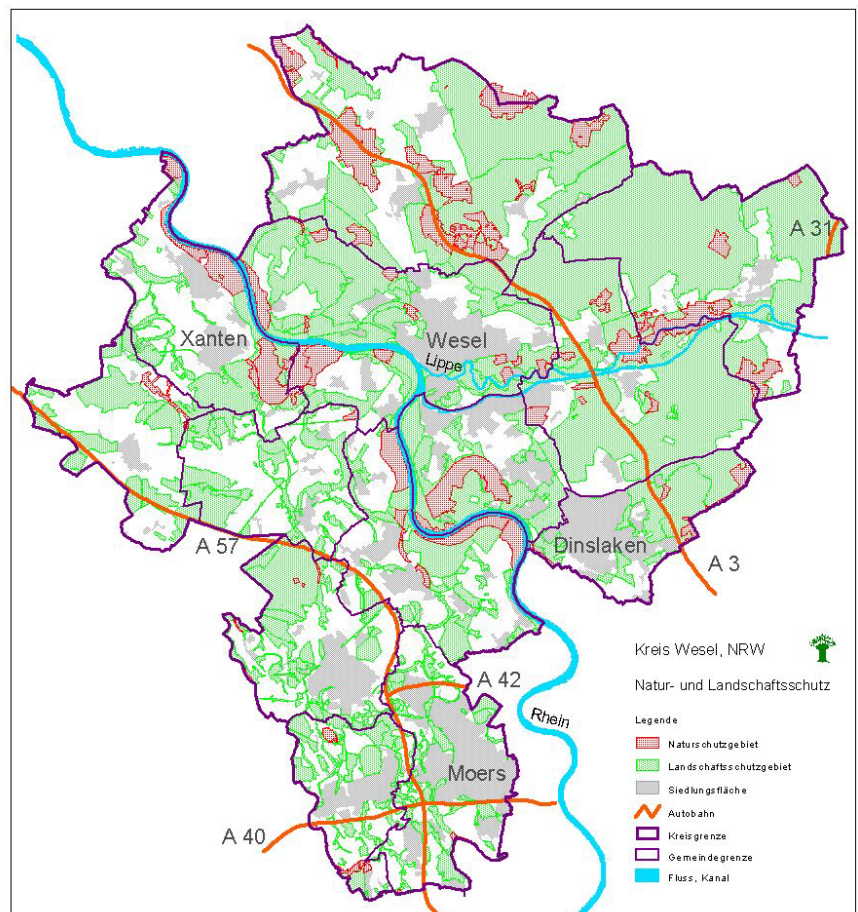 A 31
Xanten
Wesel
Lippe
A 57
Dinslaken
A 3
Kreis Wesel, NRW
A 42
Natur- und Landschaftsschutz
Rhein
Legende
Naturschutzgebiet
Landschaftsschutzgebiet
Moers
Siedlungsfläche
Autobahn
A 40
Kreisgrenze
Gemeindegrenze
Fluss, Kanal